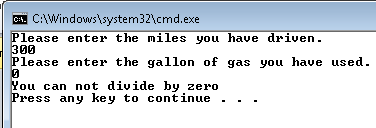 C:\Windows\system32\cmd.exe
Please enter the miles you have driven.
300
Please enter the gallon of gas you have used.
0
You can not divide by zero
Press any key to continue . . .